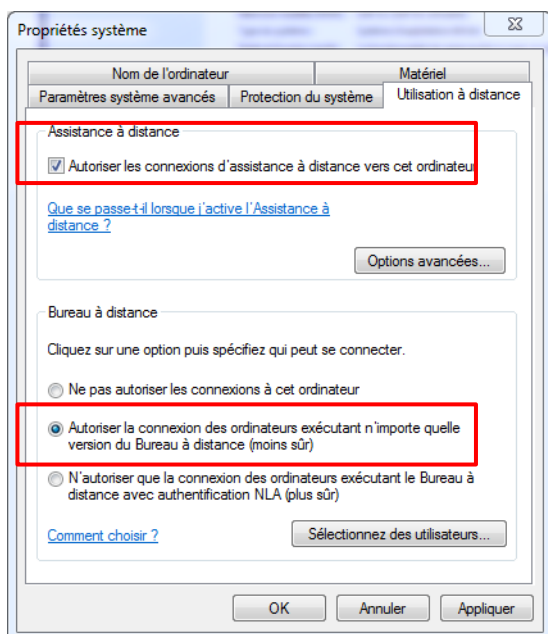 Propriétés système
Nom de l'ordinateur
Matériel
Paramètres système avancés
Protection du système
Utilisation à distance
Assistance à distance
Autoriser les connexions d'assistance à distance vers cet ordinateur
Que se passe-t-il lorsque j'active l'Assistance à
distance ?
Options avancées...
Bureau à distance
Cliquez sur une option puis spécifiez qui peut se connecter.
Ne pas autoriser les connexions à cet ordinateur
Autoriser la connexion des ordinateurs exécutant n'importe quelle
version du Bureau à distance (moins sûr)
N'autoriser que la connexion des ordinateurs exécutant le Bureau à
distance avec authentification NLA (plus sûr)
Comment choisir ?
Sélectionnez des utilisateurs...
OK
Annuler
Appliquer